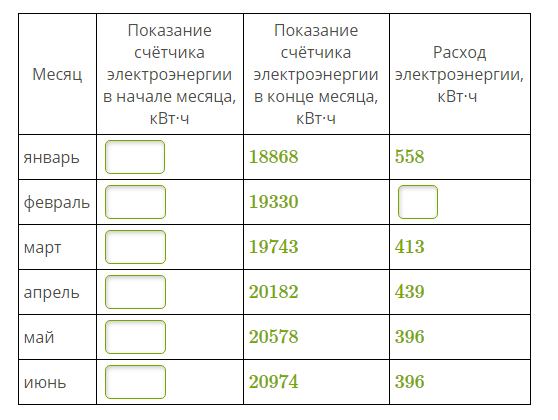 Месяц
Показание
счётчика
электроэнергии
в начале месяца,
кВт·ч
Показание
счётчика
электроэнергии
в конце месяца,
кВт·ч
Расход
электроэнергии,
кВт·ч
январь 18868 558
февраль 19330
март 19743 413
апрель 20182 439
май 20578 396
июнь 20974 396